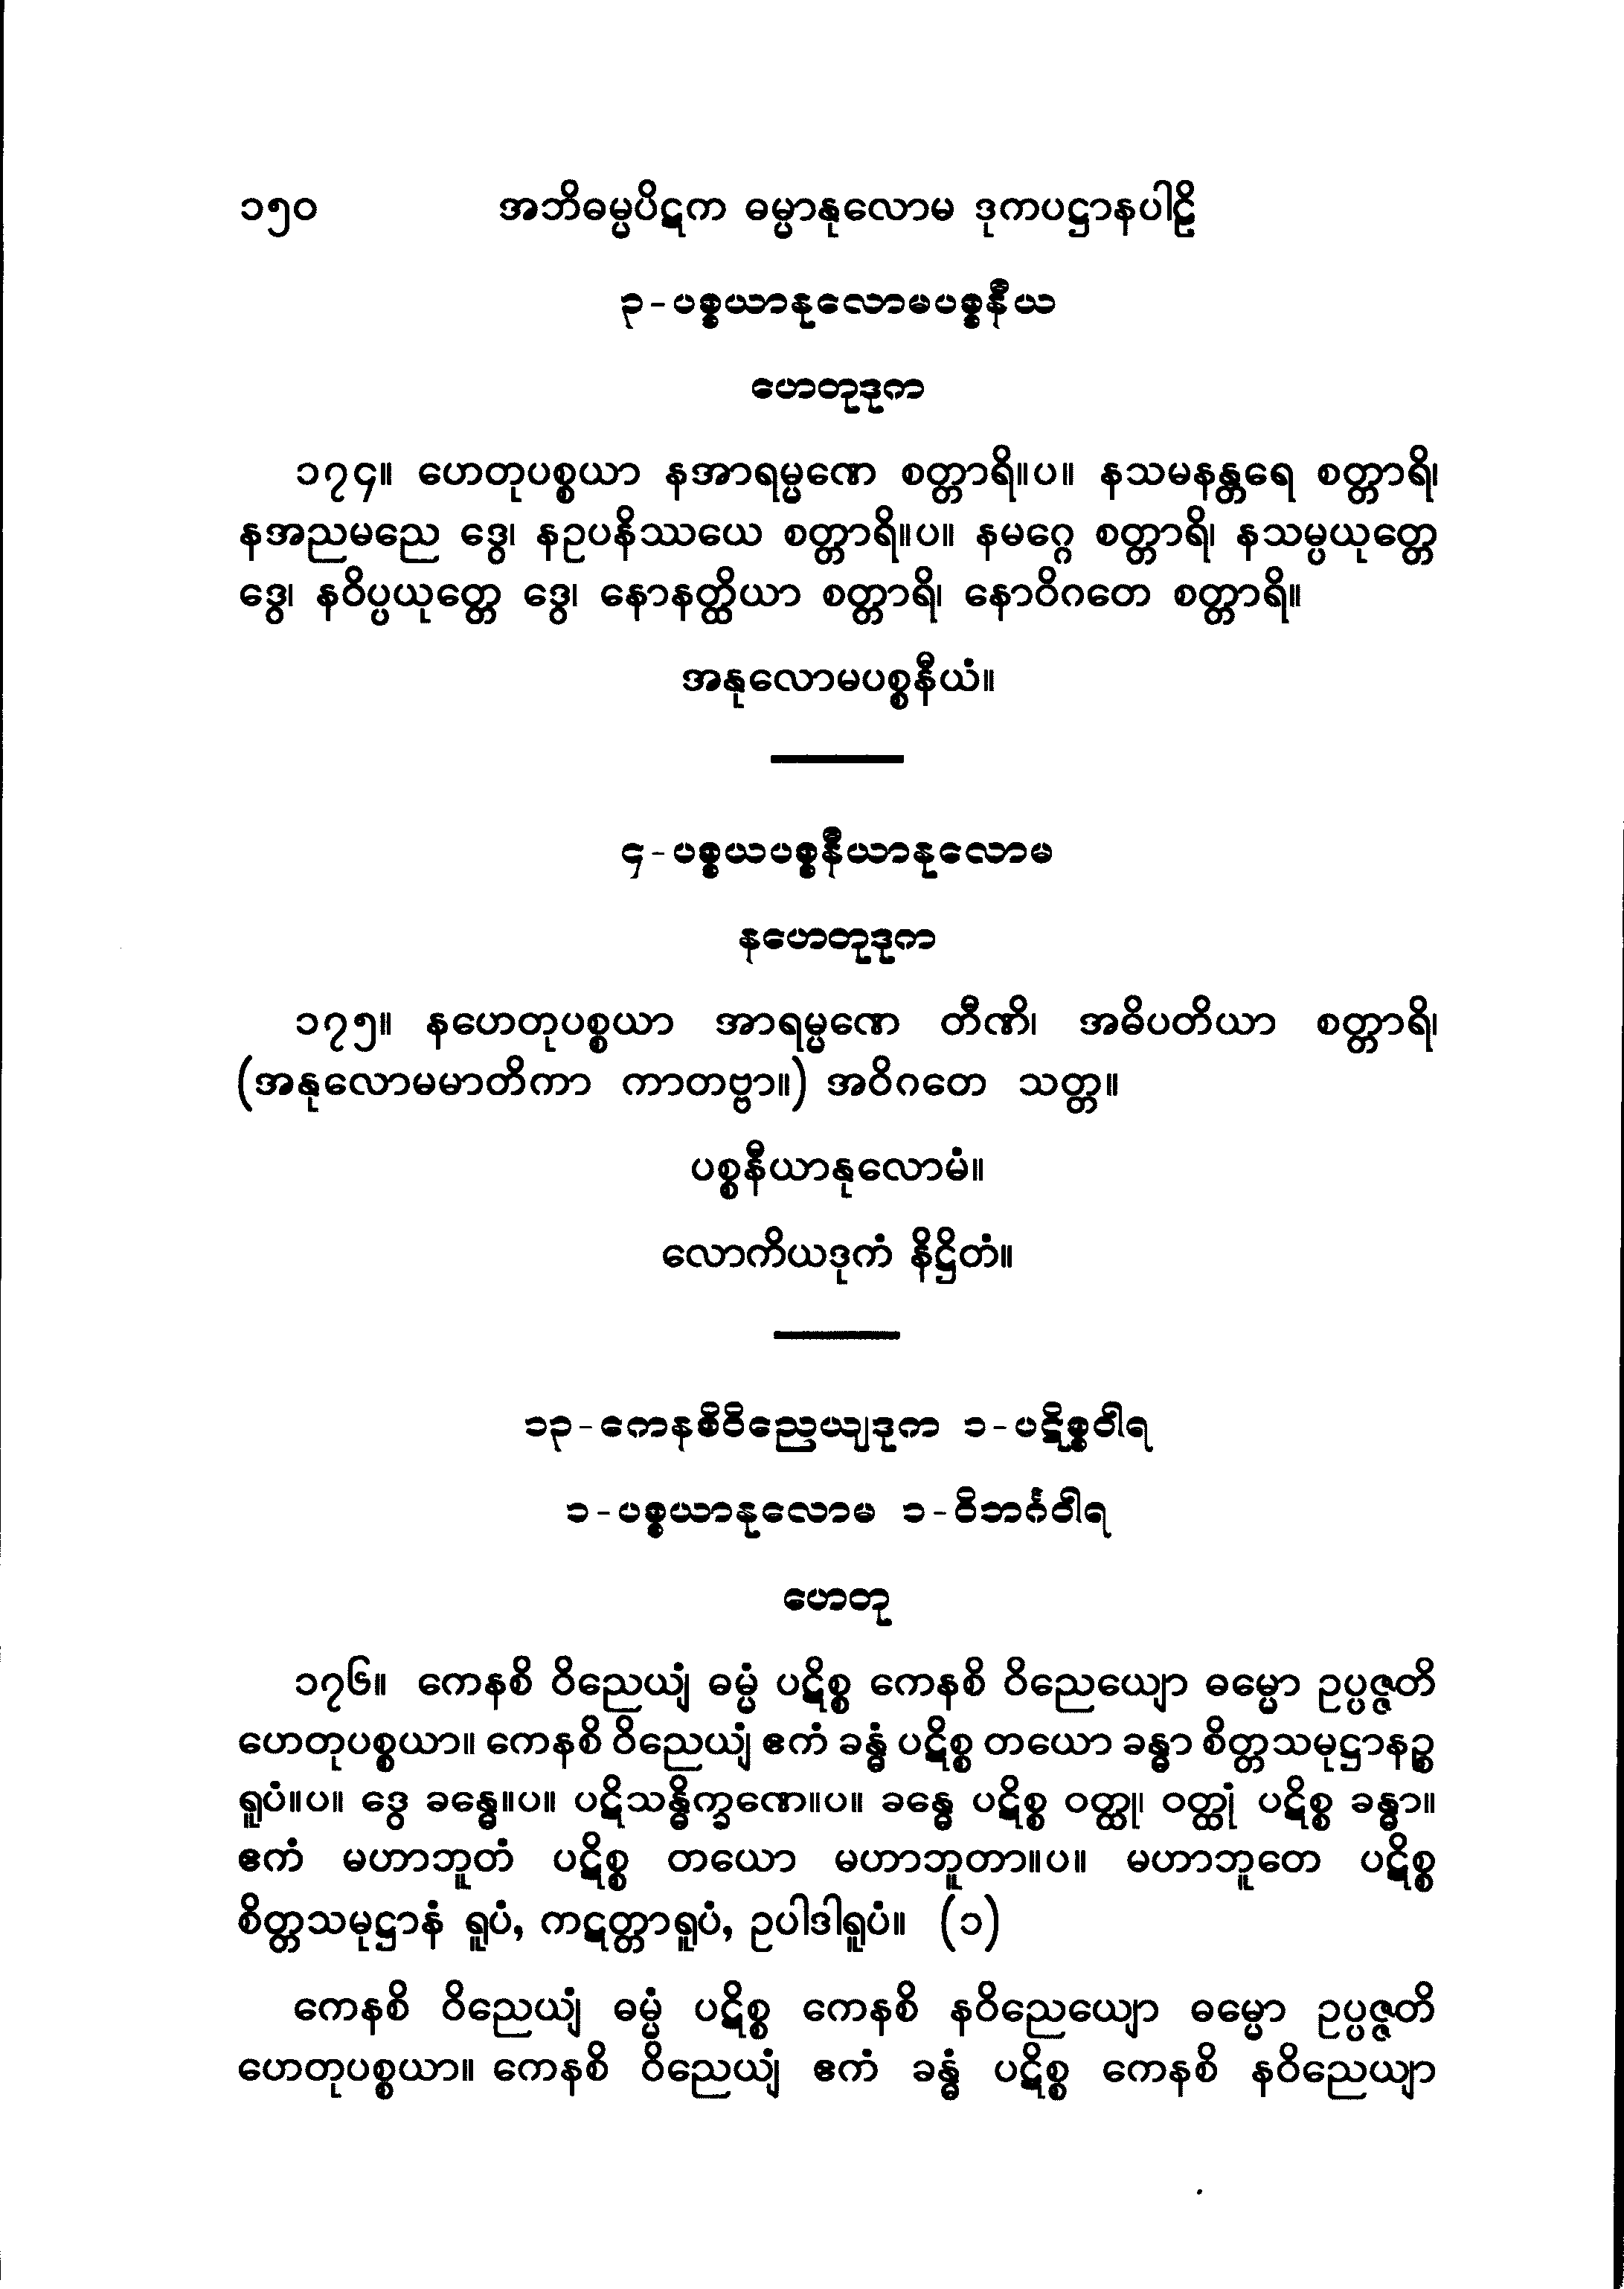 ၁၅၀ အဘိဓမ္မပိဋက ဓမ္မာနုလောမ ဒုကပဋ္ဌာနပါဠိ
၃-ပစ္စယာနုလောမပစ္စနီယ
ဟေတုဒုက
၁၇၄။ ဟေတုပစ္စယာ နအာရမ္မဏေ စတ္တာရိ။ပ။ နသမနန္တရေ စတ္တာရိ၊
နအညမညေ ဒွေ၊ နဥပနိဿယေ စတ္တာရိ။ပ။ နမဂ္ဂေ စတ္တာရိ၊ နသမ္ပယုတ္တေ
ဒွေ၊ နဝိပ္ပယုတ္တေ ဒွေ၊ နောနတ္ထိယာ စတ္တာရိ၊ နောဝိဂတေ စတ္တာရိ။
အနုလောမပစ္စနီယံ။
၄-ပစ္စယပစ္စနီယာနုလောမ
နဟေတုဒုက
၁၇၅။ နဟေတုပစ္စယာ အာရမ္မဏေ တီဏိ၊ အဓိပတိယာ စတ္တာရိ၊
(အနုလောမမာတိကာ ကာတဗ္ဗာ။) အဝိဂတေ သတ္တ။
ပစ္စနီယာနုလောမံ။
လောကိယဒုကံ နိဋ္ဌိတံ။
၁၃-ကေနစိဝိညေယျဒုက ၁-ပဋိစ္စဝါရ
၁-ပစ္စယာနုလောမ ၁-ဝိဘင်္ဂဝါရ
ဟေတု
၁၇၆။ ကေနစိ ဝိညေယျံ ဓမ္မံ ပဋိစ္စ ကေနစိ ဝိညေယျော ဓမ္မော ဥပ္ပဇ္ဇတိ
ဟေတုပစ္စယာ။ ကေနစိ ဝိညေယျံ ဧကံ ခန္ဓံ ပဋိစ္စ တယော ခန္ဓာ စိတ္တသမုဋ္ဌာနဉ္စ
ရူပံ။ပ။ ဒွေ ခန္ဓေ။ပ။ ပဋိသန္ဓိက္ခဏေ။ပ။ ခန္ဓေ ပဋိစ္စ ဝတ္ထု၊ ဝတ္ထုံ ပဋိစ္စ ခန္ဓာ။
ဧကံ မဟာဘူတံ ပဋိစ္စ တယော မဟာဘူတာ။ပ။ မဟာဘူတေ ပဋိစ္စ
စိတ္တသမုဋ္ဌာနံ ရူပံ, ကဋတ္တာရူပံ, ဥပါဒါရူပံ။ (၁)
ကေနစိ ဝိညေယျံ ဓမ္မံ ပဋိစ္စ ကေနစိ နဝိညေယျော ဓမ္မော ဥပ္ပဇ္ဇတိ
ဟေတုပစ္စယာ။ ကေနစိ ဝိညေယျံ ဧကံ ခန္ဓံ ပဋိစ္စ ကေနစိ နဝိညေယျာ